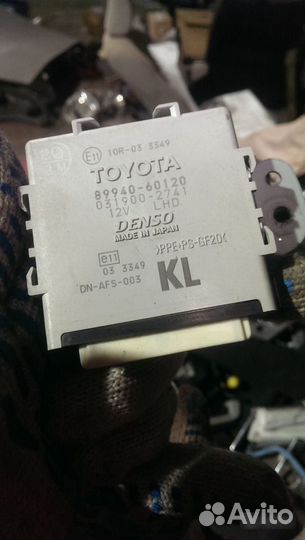 E11 10R-03 3349
TOYOTA
89940-60120
031900-2741
12V LHD
DENSO
MADE IN JAPAN
>PPE+PS-GF20<
e11
03 3349
KL
DN-AFS-003
Avito